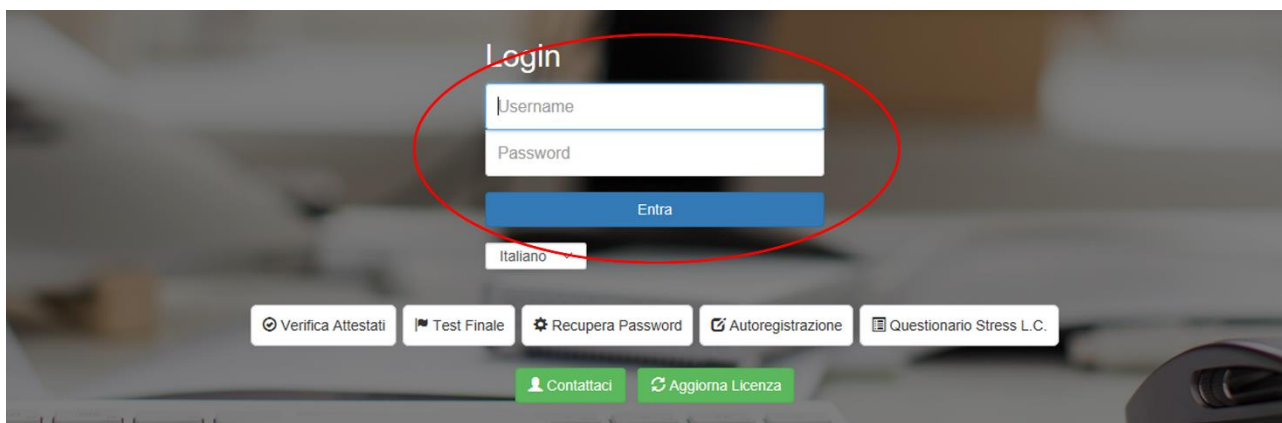 Login
Username
Password
Entra
Italiano
Verifica Attestati Test Finale Recupera Password Autoregistrazione Questionario Stress L.C.
Contattaci Aggiorna Licenza